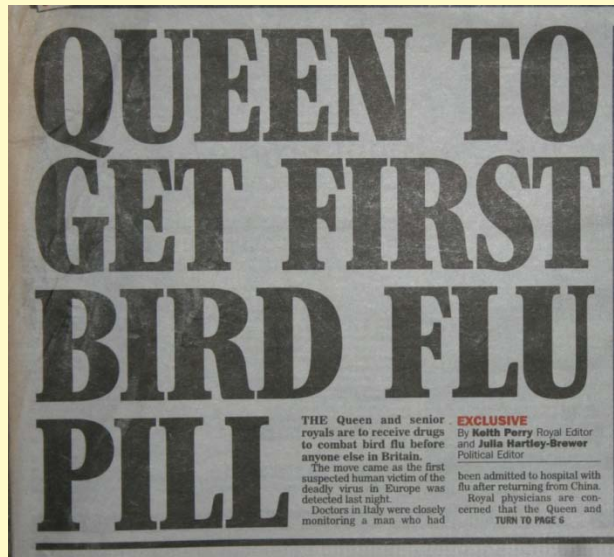 QUEEN TO
GET FIRST
BIRD FLU
PILL
THE Queen and senior
royals are to receive drugs
to combat bird flu before
anyone else in Britain.
The move came as the first
suspected human victim of the
deadly virus in Europe was
detected last night.
Doctors in Italy were closely
monitoring a man who had
EXCLUSIVE
By Keith Perry Royal Editor
and Julia Hartley-Brewer
Political Editor
been admitted to hospital with
flu after returning from China.
Royal physicians are con-
cerned that the Queen and
TURN TO PAGE 6